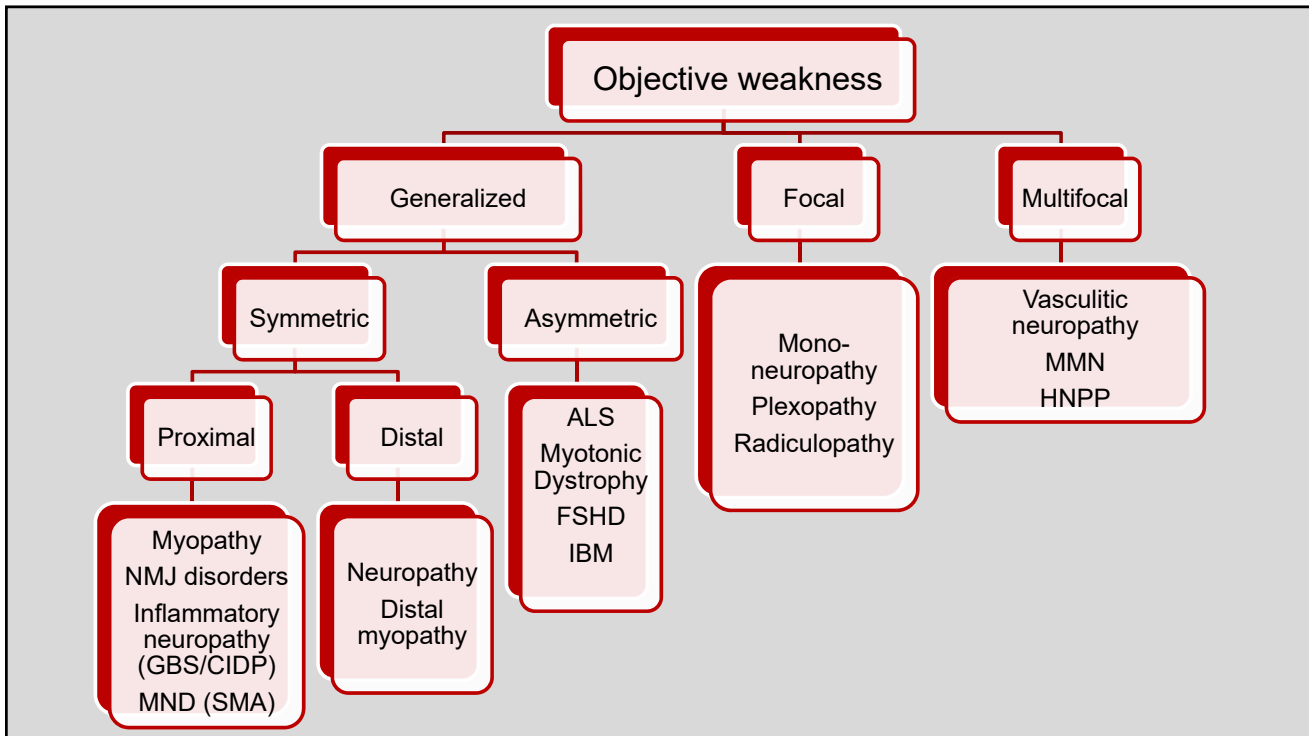 Objective weakness
Generalized
Focal
Multifocal
Symmetric
Asymmetric
Proximal
Distal
Myopathy
NMJ disorders
Inflammatory
neuropathy
(GBS/CIDP)
MND (SMA)
Neuropathy
Distal
myopathy
ALS
Myotonic
Dystrophy
FSHD
IBM
Mono-
neuropathy
Plexopathy
Radiculopathy
Vasculitic
neuropathy
MMN
HNPP